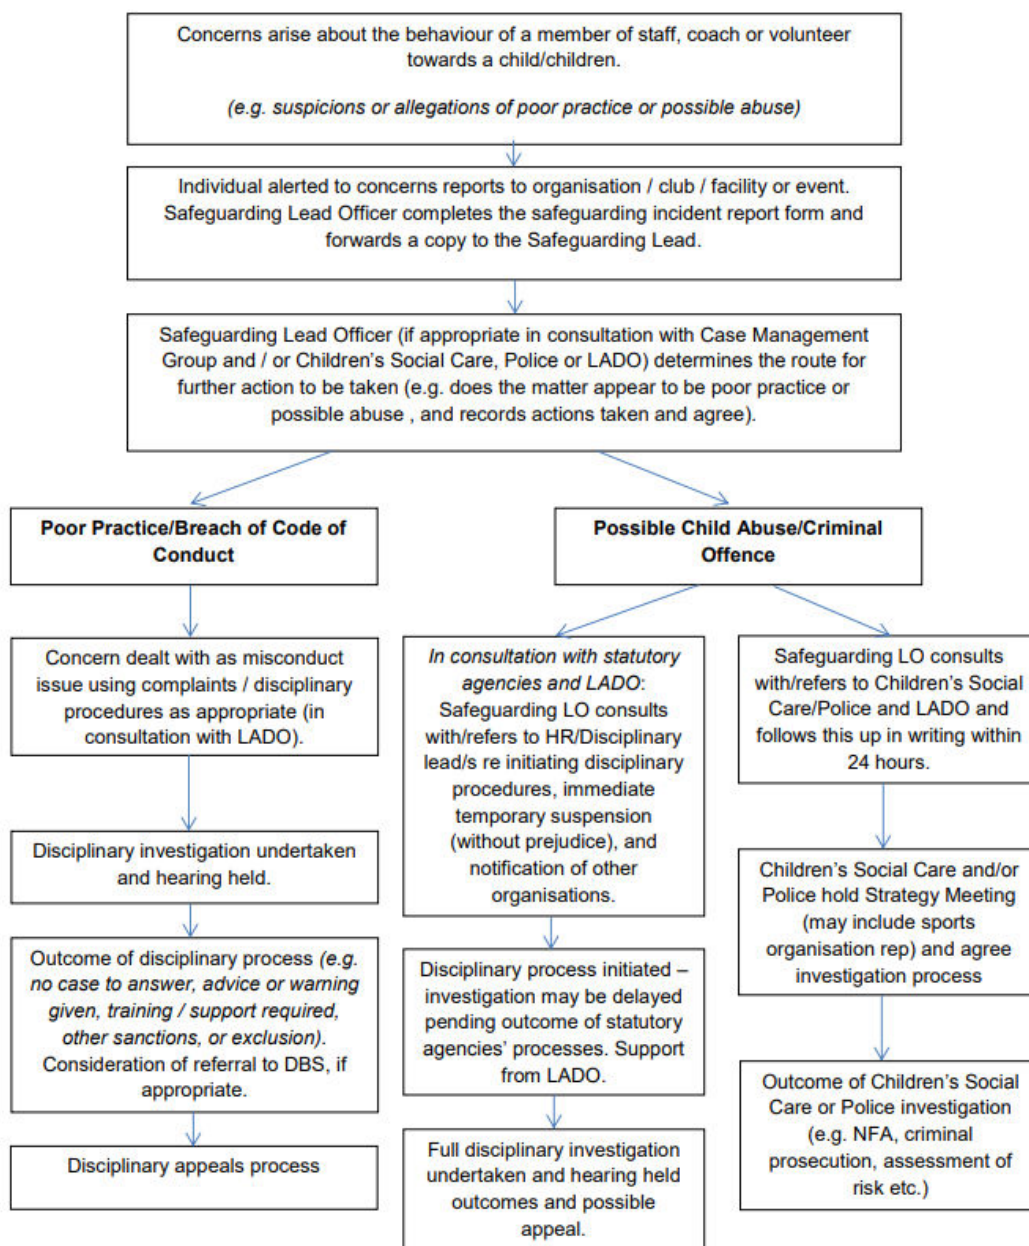 Concerns arise about the behaviour of a member of staff, coach or volunteer
towards a child/children.
(e.g. suspicions or allegations of poor practice or possible abuse)
Individual alerted to concerns reports to organisation / club / facility or event.
Safeguarding Lead Officer completes the safeguarding incident report form and
forwards a copy to the Safeguarding Lead.
Safeguarding Lead Officer (if appropriate in consultation with Case Management
Group and / or Children's Social Care, Police or LADO) determines the route for
further action to be taken (e.g. does the matter appear to be poor practice or
possible abuse , and records actions taken and agree).
Poor Practice/Breach of Code of
Conduct
Concern dealt with as misconduct
issue using complaints / disciplinary
procedures as appropriate (in
consultation with LADO).
Disciplinary investigation undertaken
and hearing held.
Outcome of disciplinary process (e.g.
no case to answer, advice or warning
given, training / support required,
other sanctions, or exclusion).
Consideration of referral to DBS, if
appropriate.
Disciplinary appeals process
Possible Child Abuse/Criminal
Offence
In consultation with statutory
agencies and LADO:
Safeguarding LO consults
with/refers to HR/Disciplinary
lead/s re initiating disciplinary
procedures, immediate
temporary suspension
(without prejudice), and
notification of other
organisations.
Disciplinary process initiated –
investigation may be delayed
pending outcome of statutory
agencies' processes. Support
from LADO.
Full disciplinary investigation
undertaken and hearing held
outcomes and possible
appeal.
Safeguarding LO consults
with/refers to Children's Social
Care/Police and LADO and
follows this up in writing within
24 hours.
Children's Social Care and/or
Police hold Strategy Meeting
(may include sports
organisation rep) and agree
investigation process
Outcome of Children's Social
Care or Police investigation
(e.g. NFA, criminal
prosecution, assessment of
risk etc.)